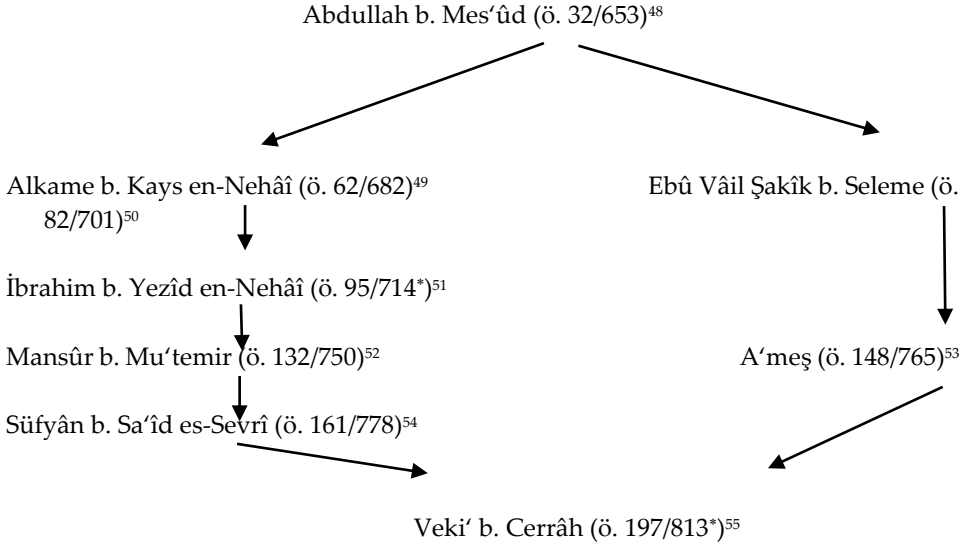 Abdullah b. Mes‘ûd (ö. 32/653)⁴⁸
Alkame b. Kays en-Nehâî (ö. 62/682)⁴⁹ Ebû Vâil Şakîk b. Seleme (ö.
82/701)⁵⁰
İbrahim b. Yezîd en-Nehâî (ö. 95/714*)⁵¹
Mansûr b. Mu‘temir (ö. 132/750)⁵² A‘meş (ö. 148/765)⁵³
Süfyân b. Sa‘îd es-Sevrî (ö. 161/778)⁵⁴
Veki‘ b. Cerrâh (ö. 197/813*)⁵⁵